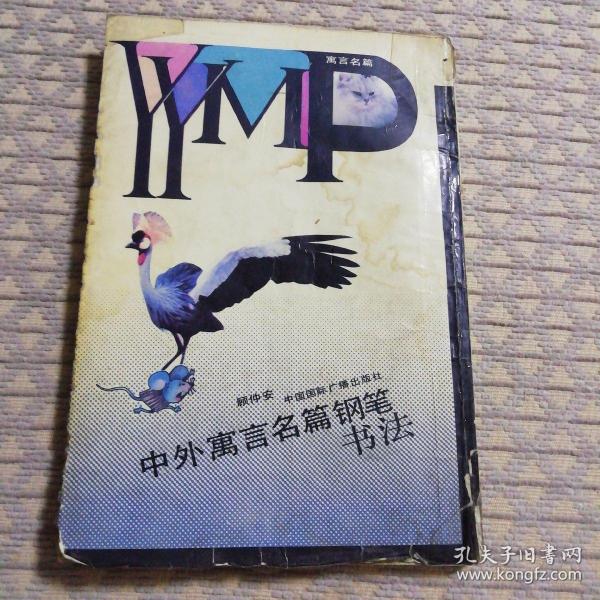 YYMP
寓言名篇
顾仲安 中国国际广播出版社
中外寓言名篇钢笔
书法
孔夫子旧书网
www.kongfz.com